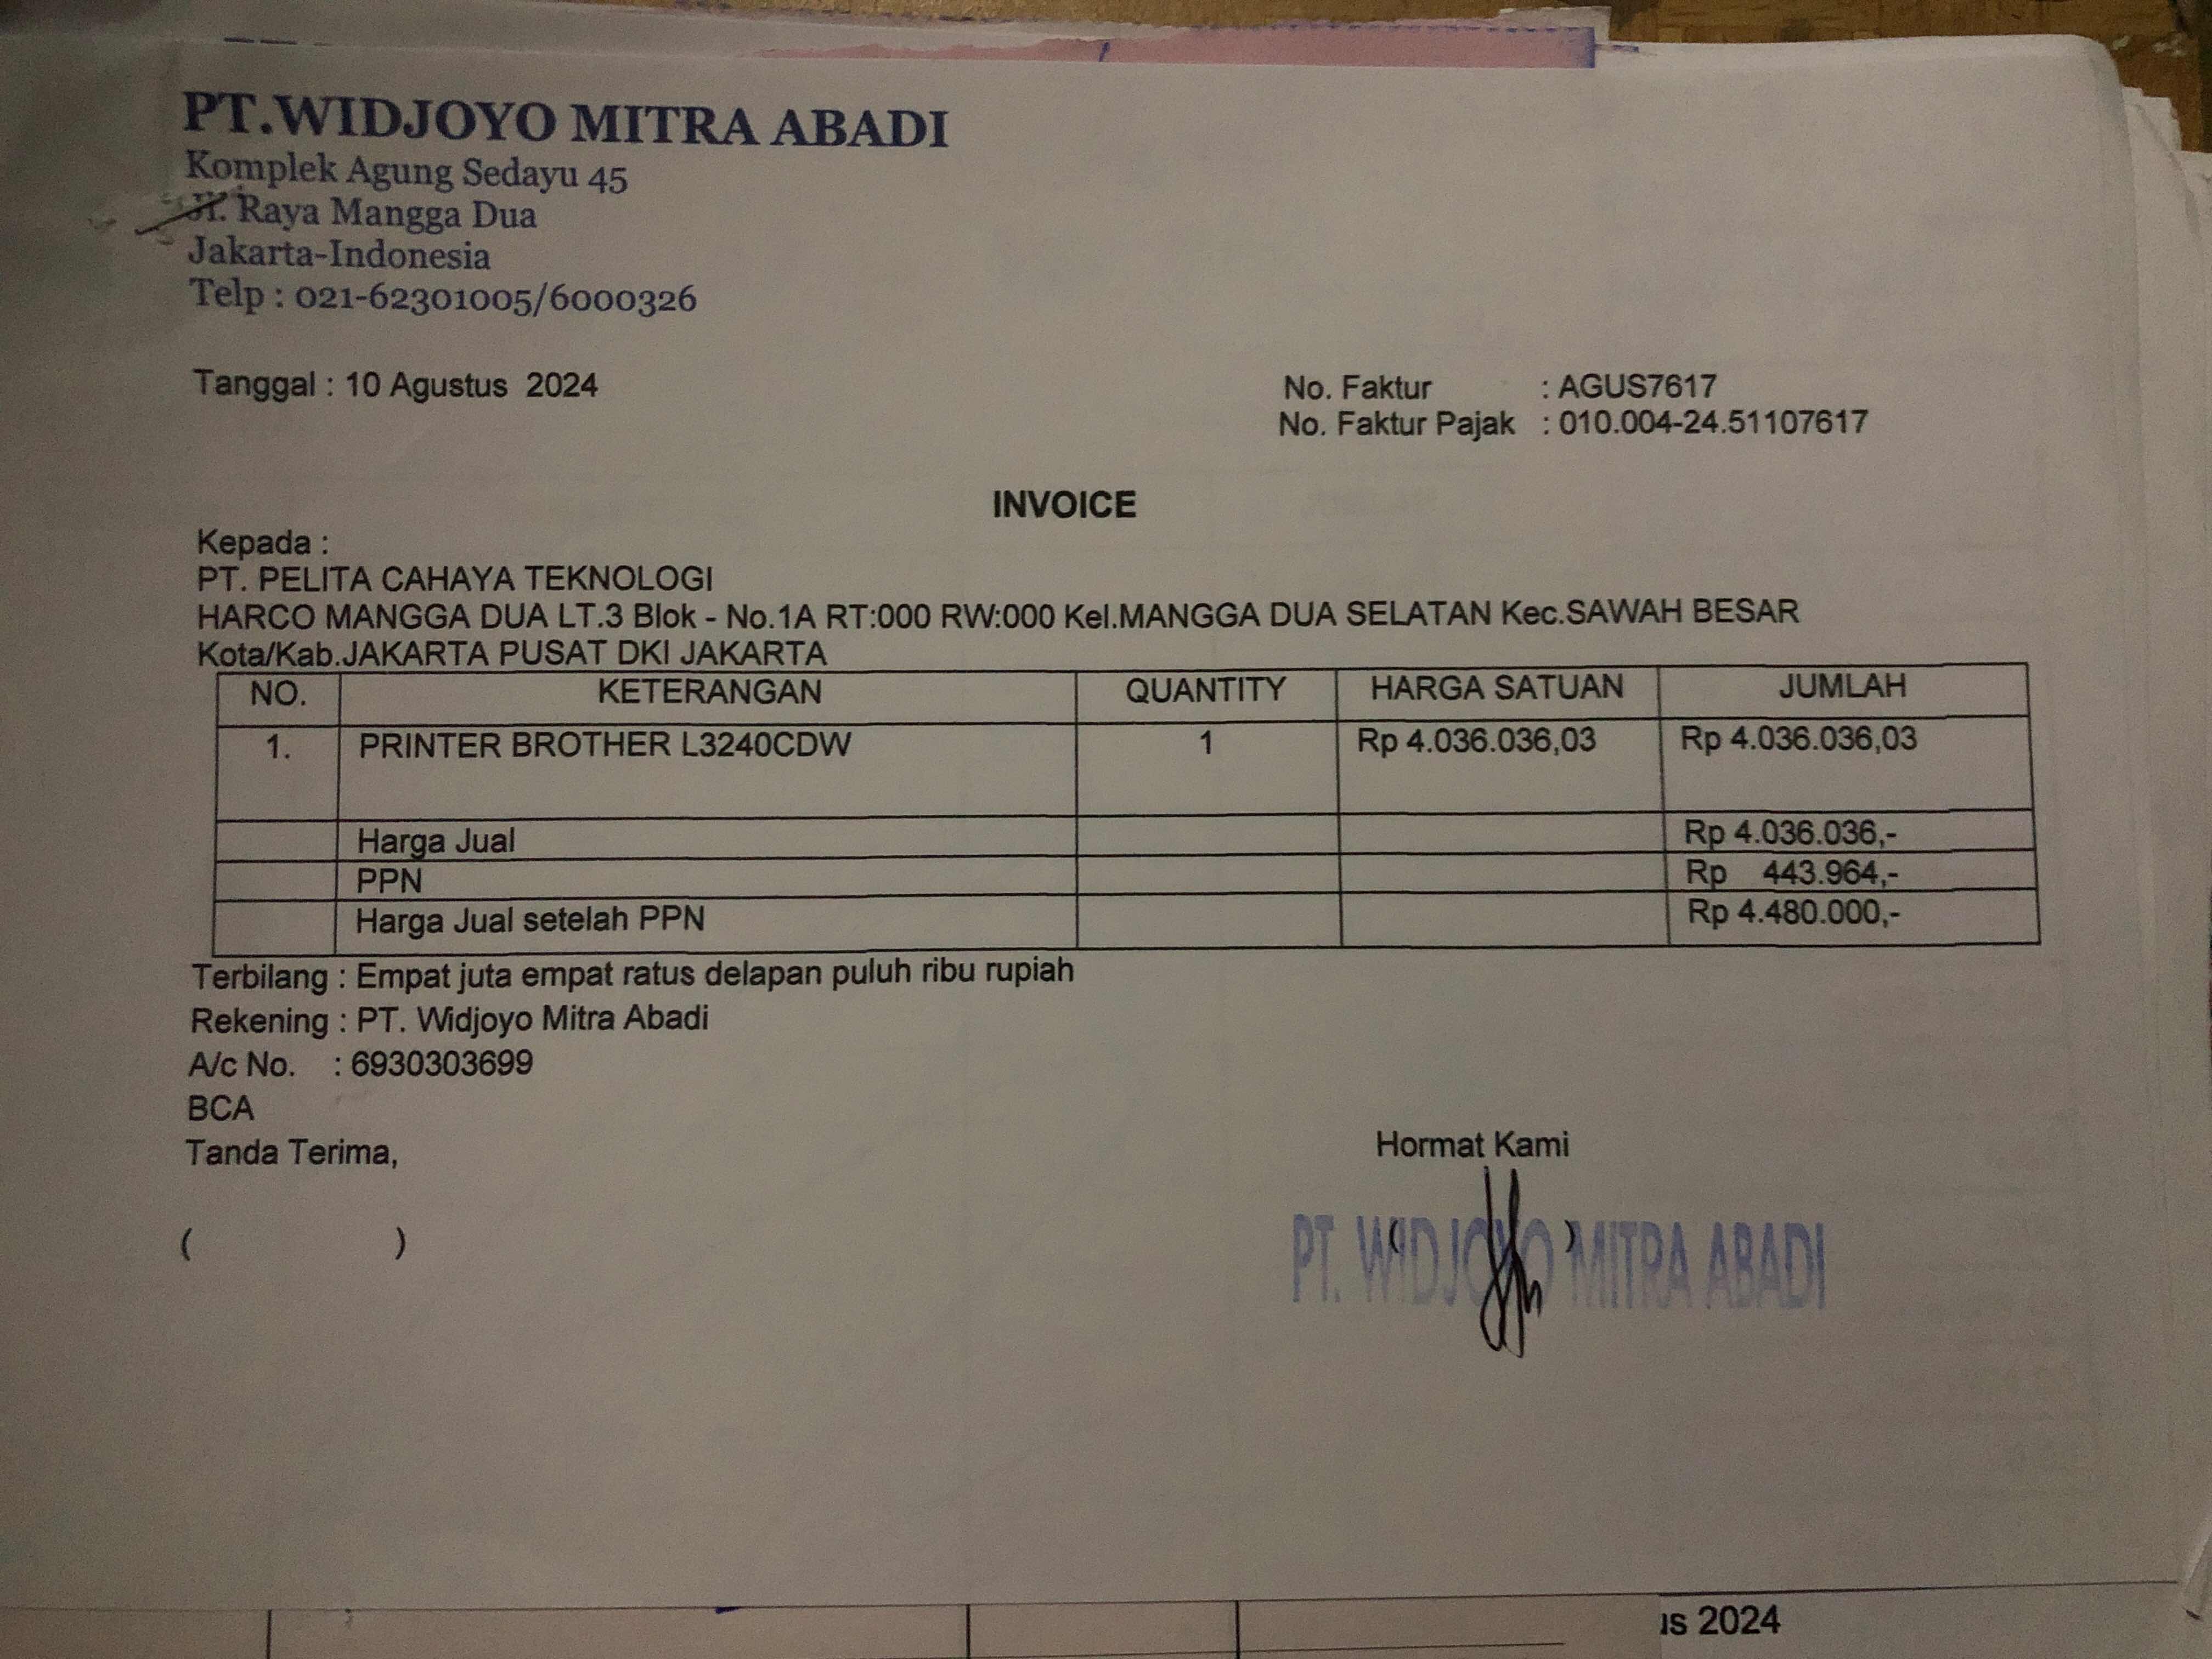 PT.WIDJOYO MITRA ABADI
Komplek Agung Sedayu 45
Jl. Raya Mangga Dua
Jakarta-Indonesia
Telp : 021-62301005/6000326
Tanggal : 10 Agustus 2024
No. Faktur : AGUS7617
No. Faktur Pajak : 010.004-24.51107617
INVOICE
Kepada :
PT. PELITA CAHAYA TEKNOLOGI
HARCO MANGGA DUA LT.3 Blok - No.1A RT:000 RW:000 Kel.MANGGA DUA SELATAN Kec.SAWAH BESAR
Kota/Kab.JAKARTA PUSAT DKI JAKARTA
NO. KETERANGAN QUANTITY HARGA SATUAN JUMLAH
1. PRINTER BROTHER L3240CDW 1 Rp 4.036.036,03 Rp 4.036.036,03
Harga Jual Rp 4.036.036,-
PPN Rp 443.964,-
Harga Jual setelah PPN Rp 4.480.000,-
Terbilang : Empat juta empat ratus delapan puluh ribu rupiah
Rekening : PT. Widjoyo Mitra Abadi
A/c No. : 6930303699
BCA
Tanda Terima,
Hormat Kami
( )
( )
PT. WIDJOYO MITRA ABADI
us 2024